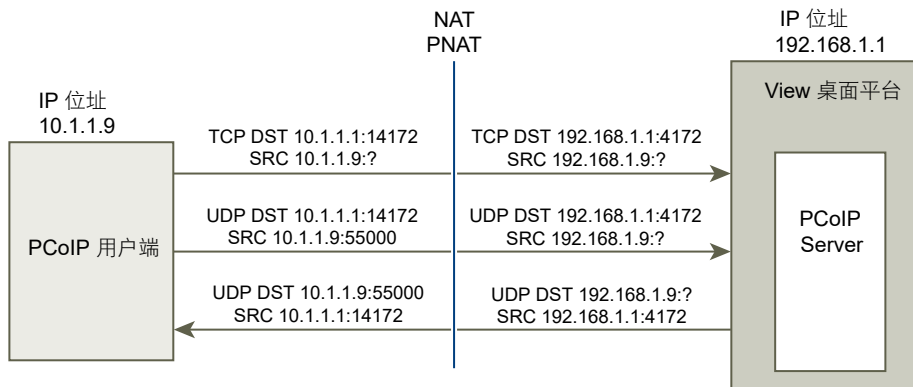 NAT
PNAT
IP 位址
192.168.1.1
View 桌面平台
IP 位址
10.1.1.9
TCP DST 10.1.1.1:14172
SRC 10.1.1.9:?
TCP DST 192.168.1.1:4172
SRC 192.168.1.9:?
UDP DST 10.1.1.1:14172
SRC 10.1.1.9:55000
UDP DST 192.168.1.1:4172
SRC 192.168.1.9:?
PCoIP 用户端
PCoIP
Server
UDP DST 10.1.1.9:55000
SRC 10.1.1.1:14172
UDP DST 192.168.1.9:?
SRC 192.168.1.1:4172